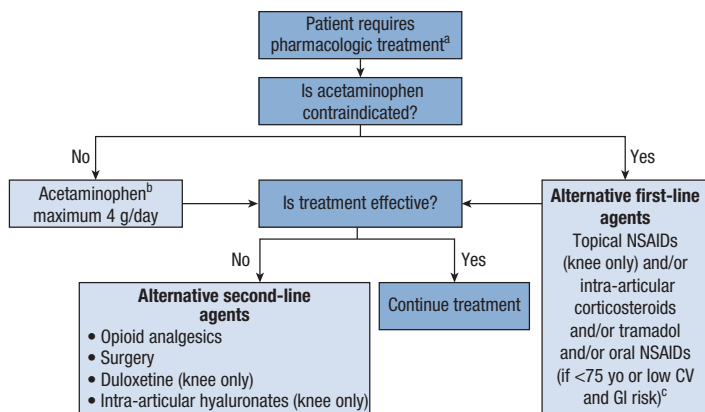 Patient requires
pharmacologic treatmentª
Is acetaminophen
contraindicated?
No
Yes
Acetaminophenᵇ
maximum 4 g/day
Is treatment effective?
Alternative first-line
agents
Topical NSAIDs
(knee only) and/or
intra-articular
corticosteroids
and/or tramadol
and/or oral NSAIDs
(if <75 yo or low CV
and GI risk)ᶜ
No
Yes
Alternative second-line
agents
• Opioid analgesics
• Surgery
• Duloxetine (knee only)
• Intra-articular hyaluronates (knee only)
Continue treatment